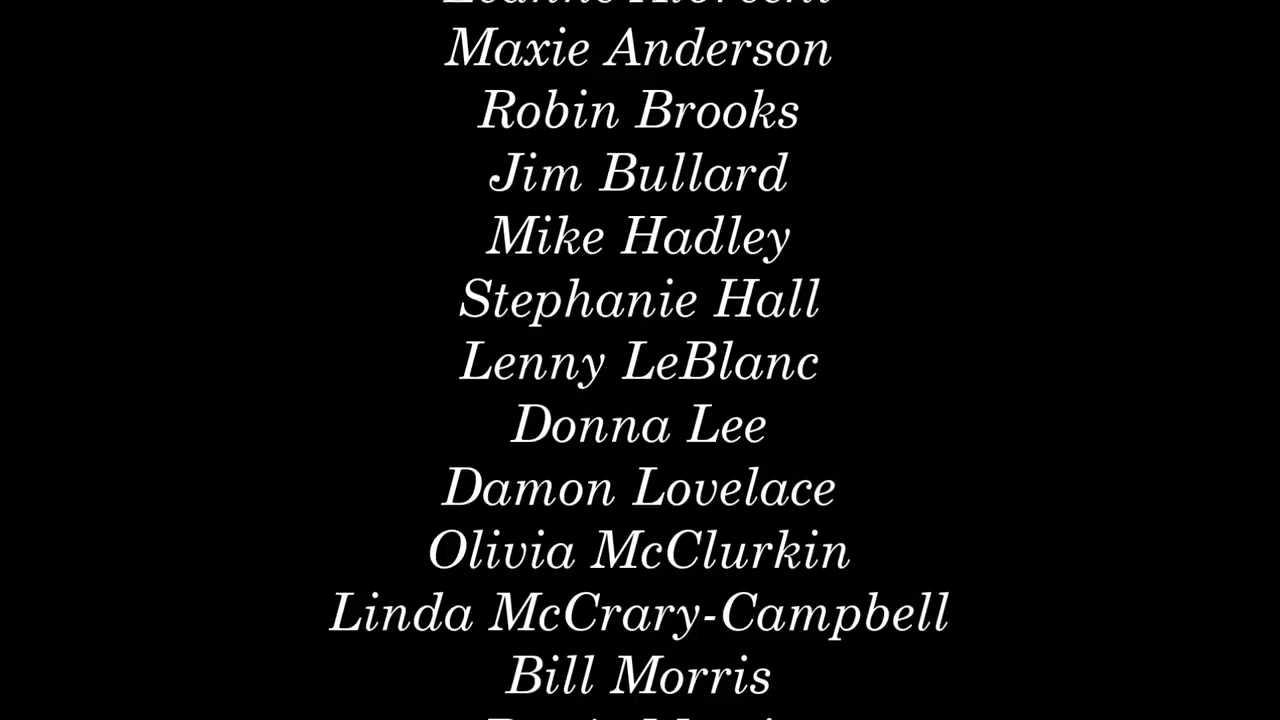 Maxie Anderson
Robin Brooks
Jim Bullard
Mike Hadley
Stephanie Hall
Lenny LeBlanc
Donna Lee
Damon Lovelace
Olivia McClurkin
Linda McCrary-Campbell
Bill Morris